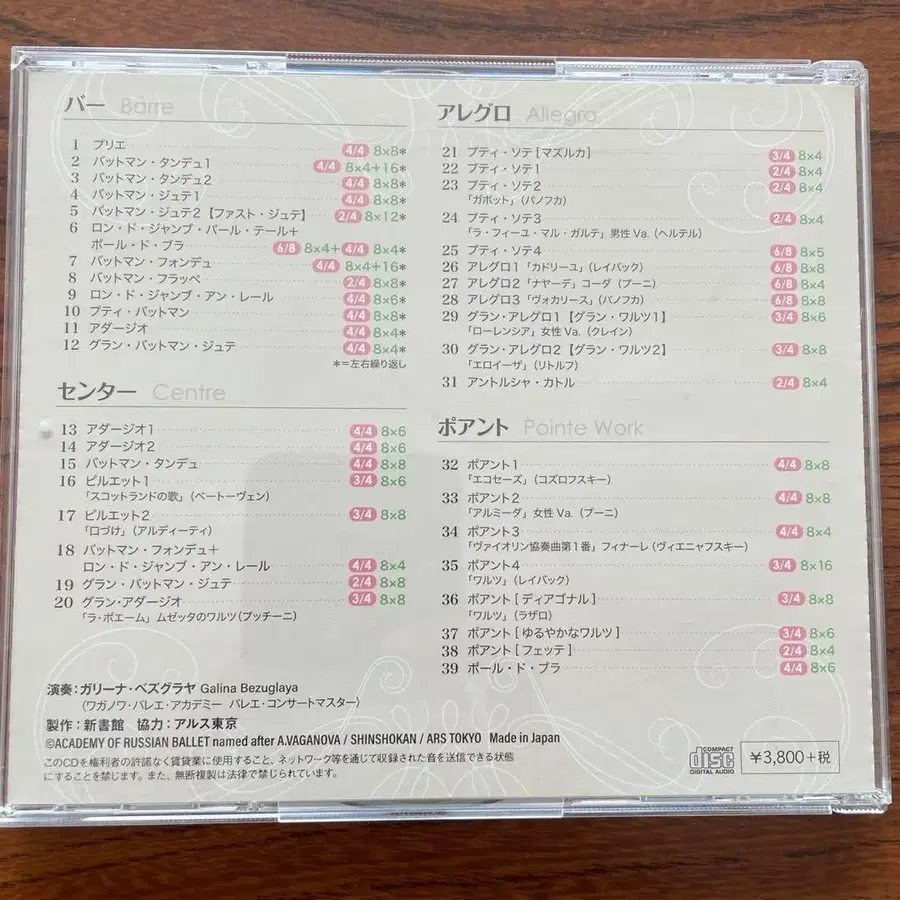 バー Barre
1 プリエ 4/4 8×8*
2 バットマン・タンデュ1 4/4 8×4+16*
3 バットマン・タンデュ2 4/4 8×8*
4 バットマン・ジュテ1 4/4 8×8*
5 バットマン・ジュテ2【ファスト・ジュテ】 2/4 8×12*
6 ロン・ド・ジャンブ・パール・テール+
ポール・ド・ブラ 6/8 8×4+4/4 8×4*
7 バットマン・フォンデュ 4/4 8×4+16*
8 バットマン・フラッペ 2/4 8×8*
9 ロン・ド・ジャンブ・アン・レール 4/4 8×6*
10 プティ・バットマン 4/4 8×8*
11 アダージオ 4/4 8×4*
12 グラン・バットマン・ジュテ 4/4 8×4*
*=左右繰り返し
センター Centre
13 アダージオ1 4/4 8×6
14 アダージオ2 4/4 8×6
15 バットマン・タンデュ 4/4 8×8
16 ピルエット1 3/4 8×6
「スコットランドの歌」(ベートーヴェン)
17 ピルエット2 3/4 8×8
「口づけ」(アルディーティ)
18 バットマン・フォンデュ+
ロン・ド・ジャンブ・アン・レール 4/4 8×4
19 グラン・バットマン・ジュテ 2/4 8×8
20 グラン・アダージオ 3/4 8×8
「ラ・ボエーム」ムゼッタのワルツ(プッチーニ)
アレグロ Allegro
21 プティ・ソテ[マズルカ] 3/4 8×4
22 プティ・ソテ1 2/4 8×4
23 プティ・ソテ2 2/4 8×4
「ガボット」(パノフカ)
24 プティ・ソテ3 2/4 8×4
「ラ・フィーユ・マル・ガルテ」男性Va.(ヘルテル)
25 プティ・ソテ4 6/8 8×5
26 アレグロ1「カドリーユ」(レイバック) 6/8 8×8
27 アレグロ2「ナヤーデ」コーダ(プーニ) 6/8 8×4
28 アレグロ3「ヴォカリース」(パノフカ) 6/8 8×8
29 グラン・アレグロ1【グラン・ワルツ1】 3/4 8×6
「ローレンシア」女性Va.(クレイン)
30 グラン・アレグロ2【グラン・ワルツ2】 3/4 8×8
「エロイーザ」(リトルフ)
31 アントルシャ・カトル 2/4 8×4
ポアント Pointe Work
32 ポアント1 4/4 8×8
「エコセーズ」(コズロフスキー)
33 ポアント2 4/4 8×8
「アルミーダ」女性Va.(プーニ)
34 ポアント3 4/4 8×4
「ヴァイオリン協奏曲第1番」フィナーレ(ヴィエニャフスキー)
35 ポアント4 3/4 8×16
「ワルツ」(レイバック)
36 ポアント[ディアゴナル] 3/4 8×8
「ワルツ」(ラザロ)
37 ポアント[ゆるやかなワルツ] 3/4 8×6
38 ポアント[フェッテ] 2/4 8×4
39 ポール・ド・ブラ 4/4 8×6
演奏:ガリーナ・ベズグラヤ Galina Bezuglaya
(ワガノワ・バレエ・アカデミー バレエ・コンサートマスター)
製作:新書館 協力:アルス東京
©ACADEMY OF RUSSIAN BALLET named after A.VAGANOVA / SHINSHOKAN / ARS TOKYO Made in Japan
このCDを権利者の許諾なく賃貸業に使用すること、ネットワーク等を通じて収録された音を送信できる状態
にすることを禁じます。また、無断複製は法律で禁じられています。
COMPACT
disc
DIGITAL AUDIO
¥3,800+税